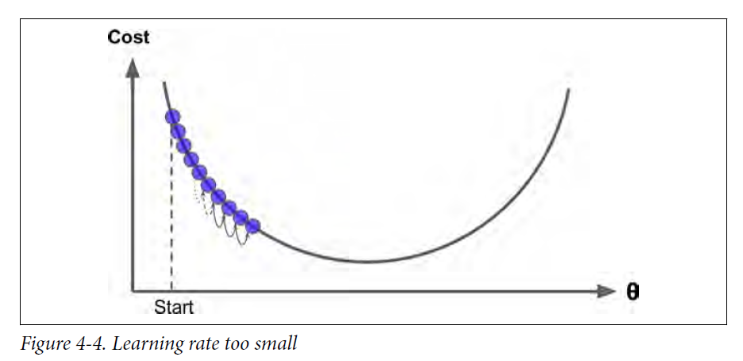 Cost
θ
Start
Figure 4-4. Learning rate too small